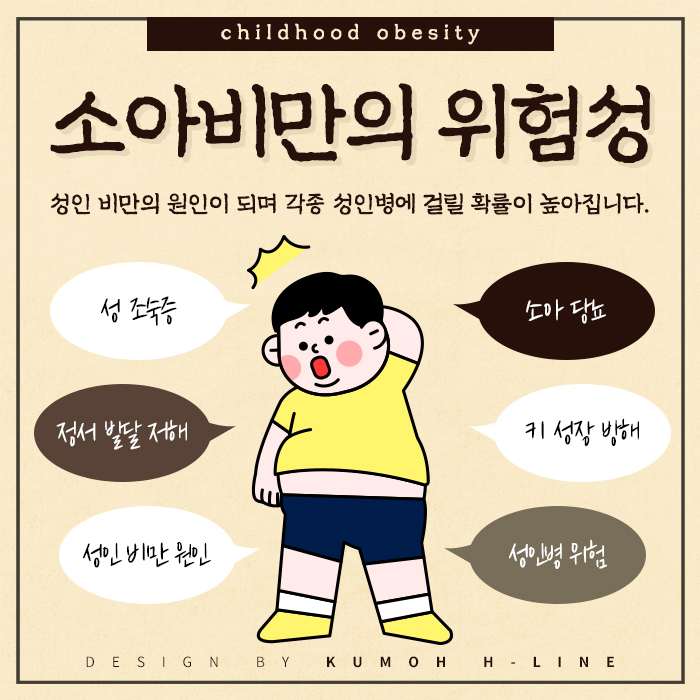 childhood obesity
소아비만의 위험성
성인 비만의 원인이 되며 각종 성인병에 걸릴 확률이 높아집니다.
성 조숙증
소아 당뇨
정서 발달 저해
키 성장 방해
성인 비만 원인
성인병 위험
DESIGN BY KUMOH H-LINE